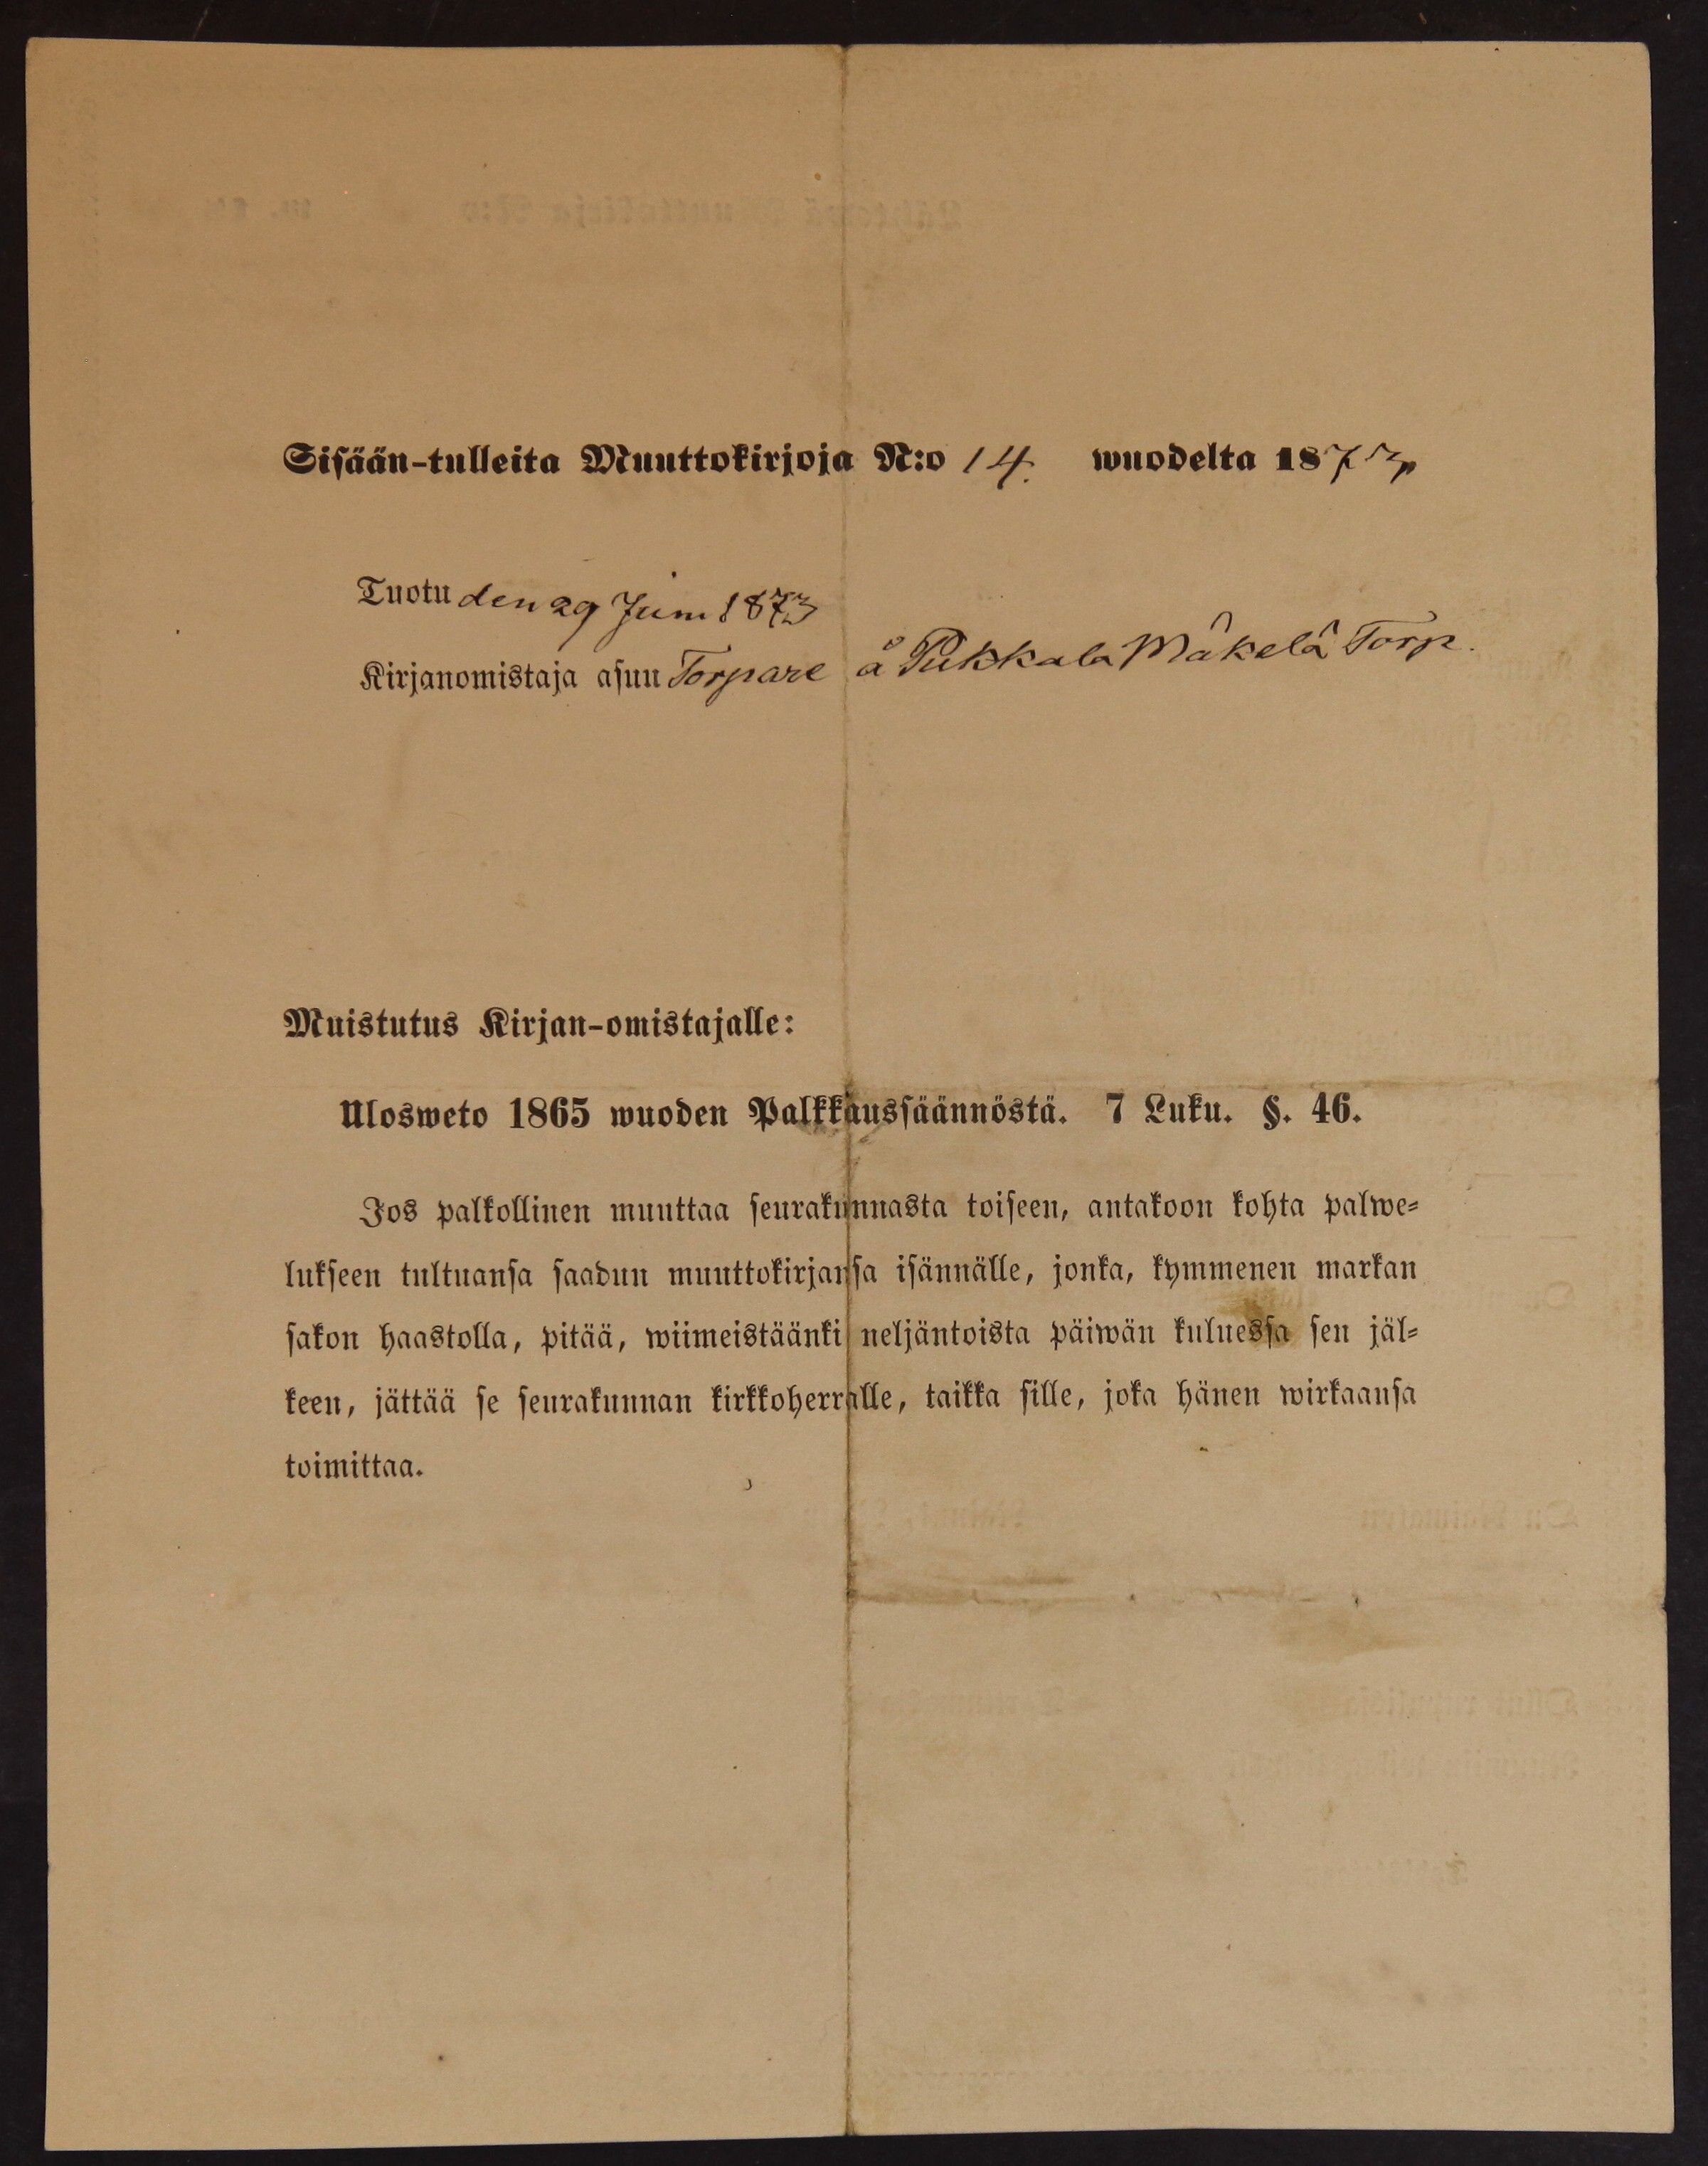 Sisään-tulleita Muuttokirjoja N:o 14. wuodelta 1873
Tuotu den 29 Juni 1873
Kirjanomistaja asuu Torpare å Pukkala Mäkelä Torp.
Muistutus Kirjan-omistajalle:
Ulosweto 1865 wuoden Palkkaussäännöstä. 7 Luku. §. 46.
Jos palkollinen muuttaa seurakunnasta toiseen, antakoon kohta palwe-
lukseen tultuansa saadun muuttokirjansa isännälle, jonka, kymmenen markan
sakon haastolla, pitää, wiimeistäänki neljäntoista päiwän kuluessa sen jäl-
keen, jättää se seurakunnan kirkkoherralle, taikka sille, joka hänen wirkaansa
toimittaa.